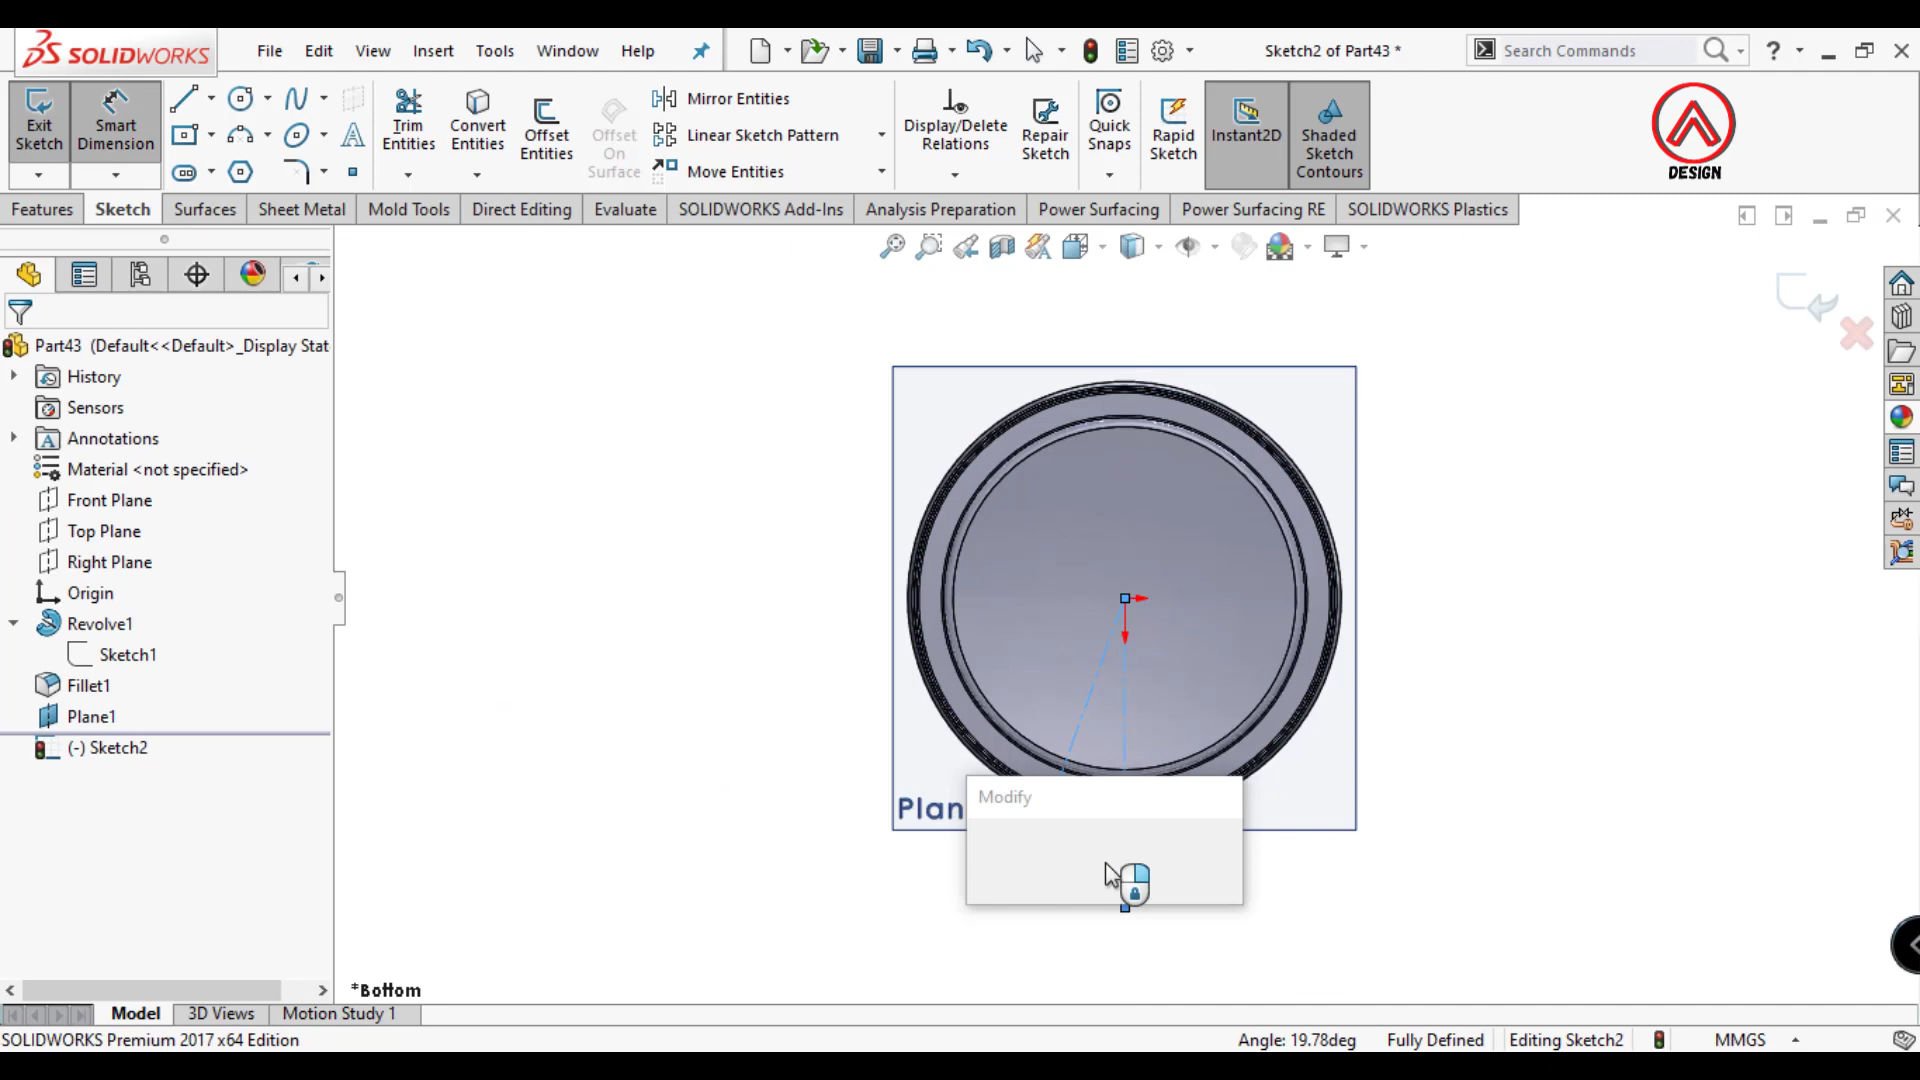 SOLIDWORKS
File Edit View Insert Tools Window Help
Sketch2 of Part43 *
Search Commands
?
Exit Sketch
Smart Dimension
Trim Entities
Convert Entities
Offset Entities
Offset On Surface
Mirror Entities
Linear Sketch Pattern
Move Entities
Display/Delete Relations
Repair Sketch
Quick Snaps
Rapid Sketch
Instant2D
Shaded Sketch Contours
DESIGN
Features Sketch Surfaces Sheet Metal Mold Tools Direct Editing Evaluate SOLIDWORKS Add-Ins Analysis Preparation Power Surfacing Power Surfacing RE SOLIDWORKS Plastics
Part43 (Default<<Default>_Display Stat
History
Sensors
Annotations
Material <not specified>
Front Plane
Top Plane
Right Plane
Origin
Revolve1
Sketch1
Fillet1
Plane1
(-) Sketch2
Plan
Modify
*Bottom
Model 3D Views Motion Study 1
SOLIDWORKS Premium 2017 x64 Edition
Angle: 19.78deg Fully Defined Editing Sketch2 MMGS